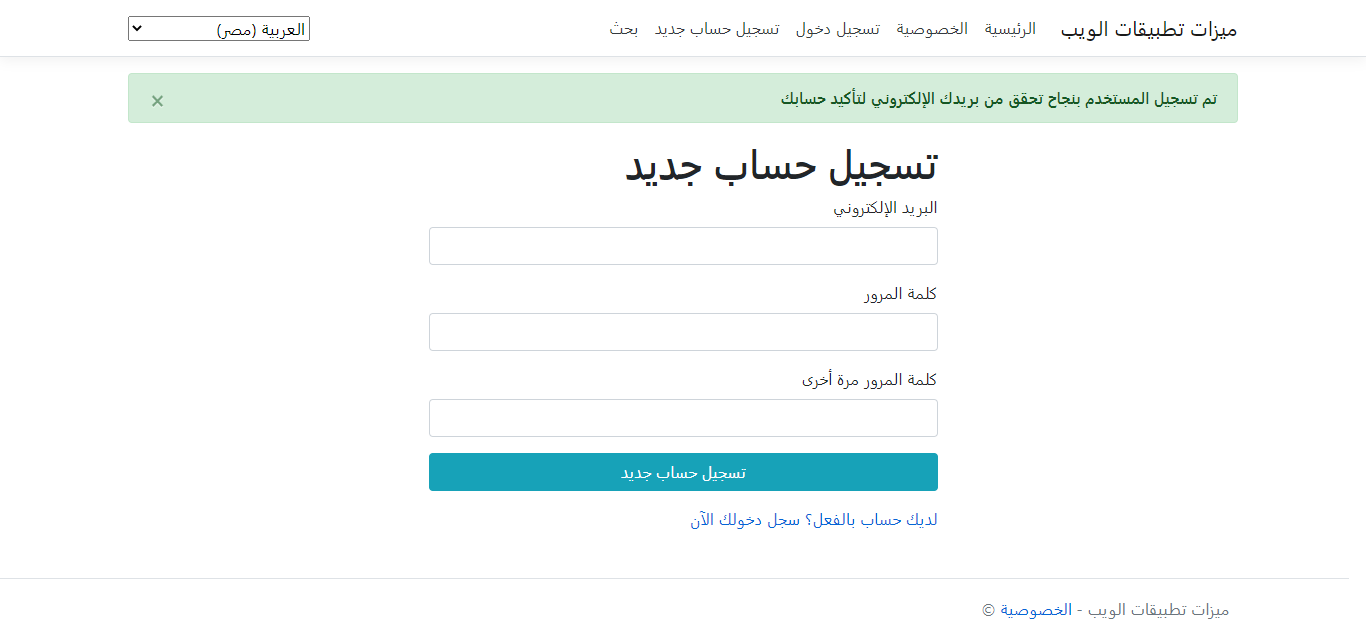 ميزات تطبيقات الويب الرئيسية الخصوصية تسجيل دخول تسجيل حساب جديد بحث العربية (مصر)
تم تسجيل المستخدم بنجاح تحقق من بريدك الإلكتروني لتأكيد حسابك ×
تسجيل حساب جديد
البريد الإلكتروني
كلمة المرور
كلمة المرور مرة أخرى
تسجيل حساب جديد
لديك حساب بالفعل؟ سجل دخولك الآن
ميزات تطبيقات الويب - الخصوصية ©